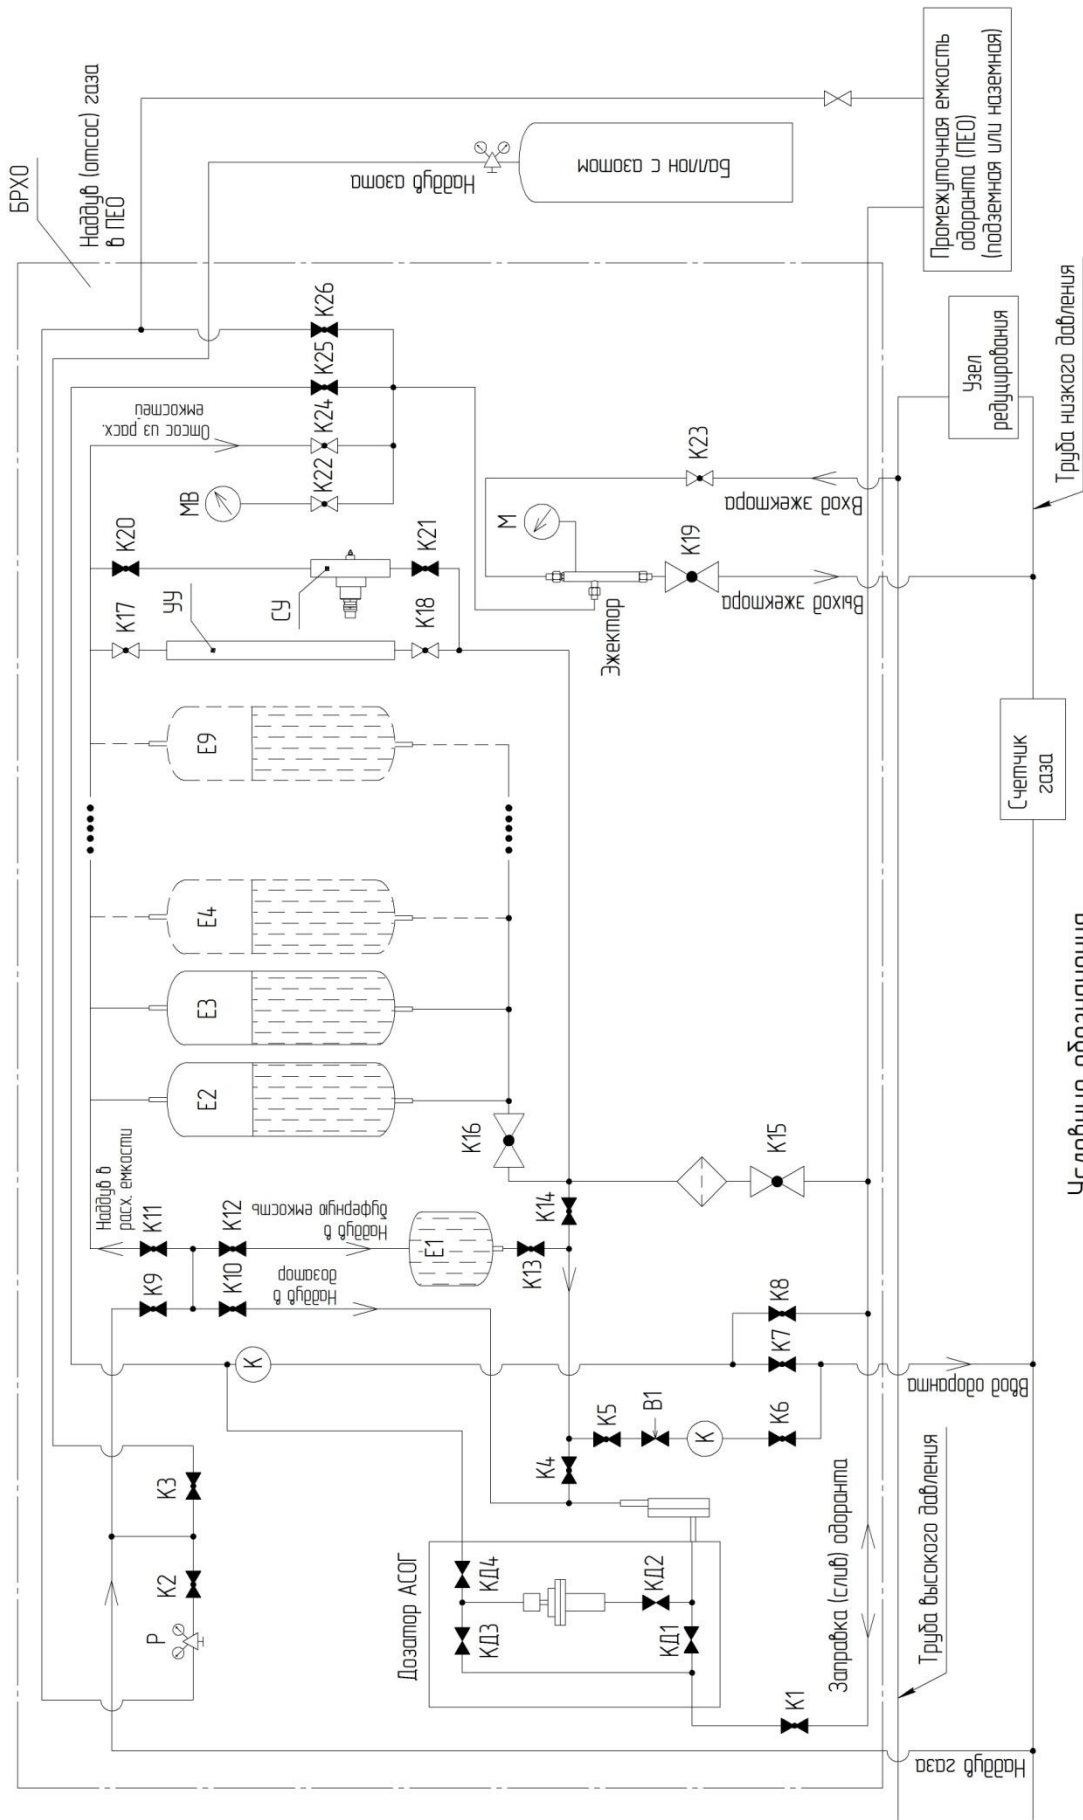 БРХО
Наддув (отсос) газа
в ПЕО
Наддув азота
Баллон с азотом
Промежуточная емкость
одоранта (ПЕО)
(подземная или наземная)
К26
К25
К24
К22
Отсос из расх.
емкостей
МВ
К20
К21
К17
К18
УУ
СУ
К23
Вход эжектора
М
К19
Выход эжектора
Эжектор
Узел
редуцирования
Труба низкого давления
Счетчик
газа
Е9
Е4
Е3
Е2
К16
К15
Наддув в
расх. емкости
К11
К12
Наддув в
буферную емкость
Е1
К13
К14
К9
К10
Наддув в
дозатор
К
К8
К7
Ввод одоранта
К5
В1
К
К6
К4
К3
К2
Р
Дозатор АСОГ
КД4
КД3
КД2
КД1
К1
Заправка (слив) одоранта
Труба высокого давления
Наддув газа